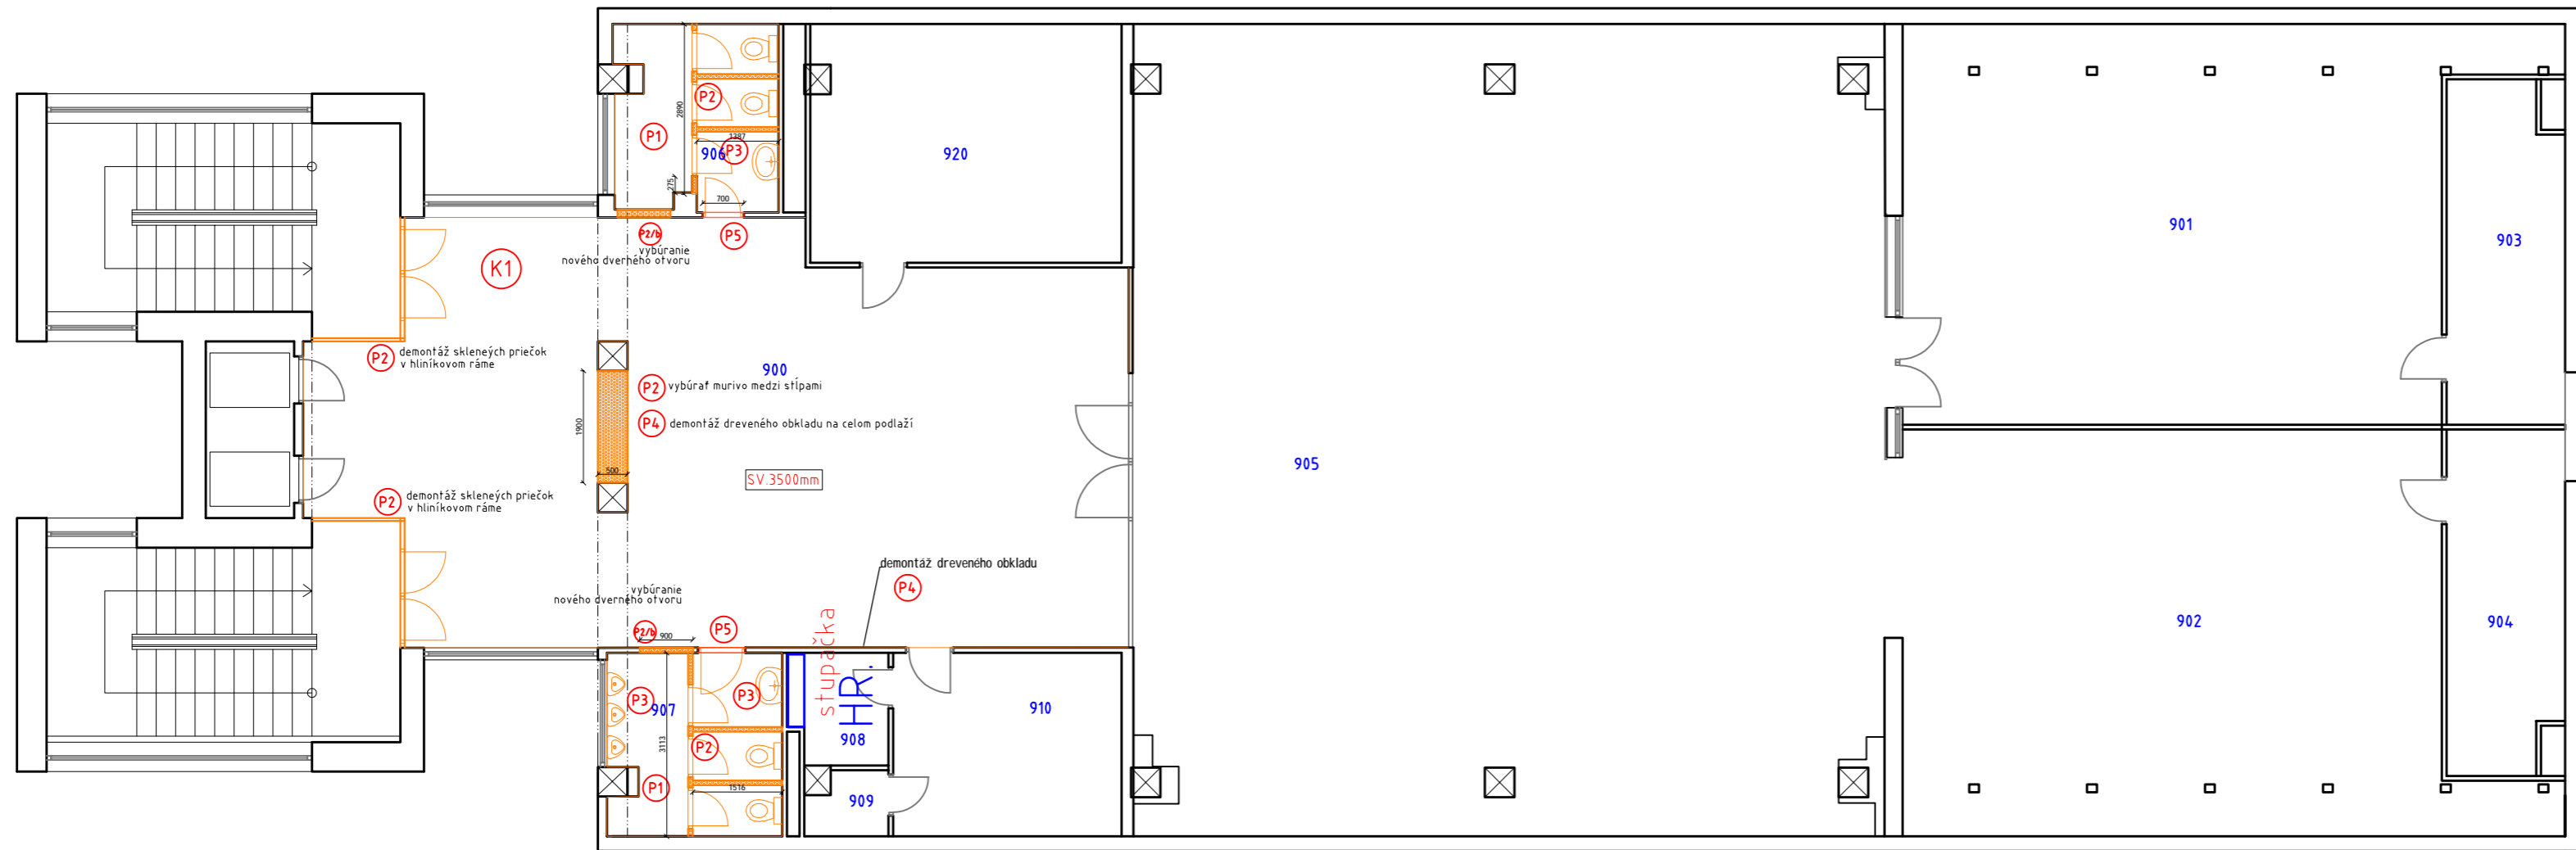 P2
2890
P1
1387
P3
906
920
275
700
901
903
P2/b
P5
vybúranie
nového dverného otvoru
K1
P2
demontáž skleneých priečok
v hliníkovom ráme
900
P2
vybúrať murivo medzi stĺpami
1900
P4
demontáž dreveného obkladu na celom podlaží
500
SV.3500mm
905
P2
demontáž skleneých priečok
v hliníkovom ráme
demontáž dreveného obkladu
P4
vybúranie
nového dverného otvoru
stupačka
902
904
P2/b
900
P5
HR.
P3
907
P3
910
3113
P2
908
P1
1516
909